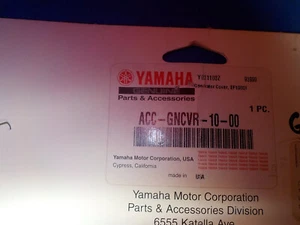 YAMAHA
GENUINE
Parts & Accessories
1 PC.
ACC-GNCVR-10-00
Yamaha Motor Corporation, USA
Cypress, California
made in USA
Yamaha Motor Corporation
Parts & Accessories Division
6555 Katella Ave